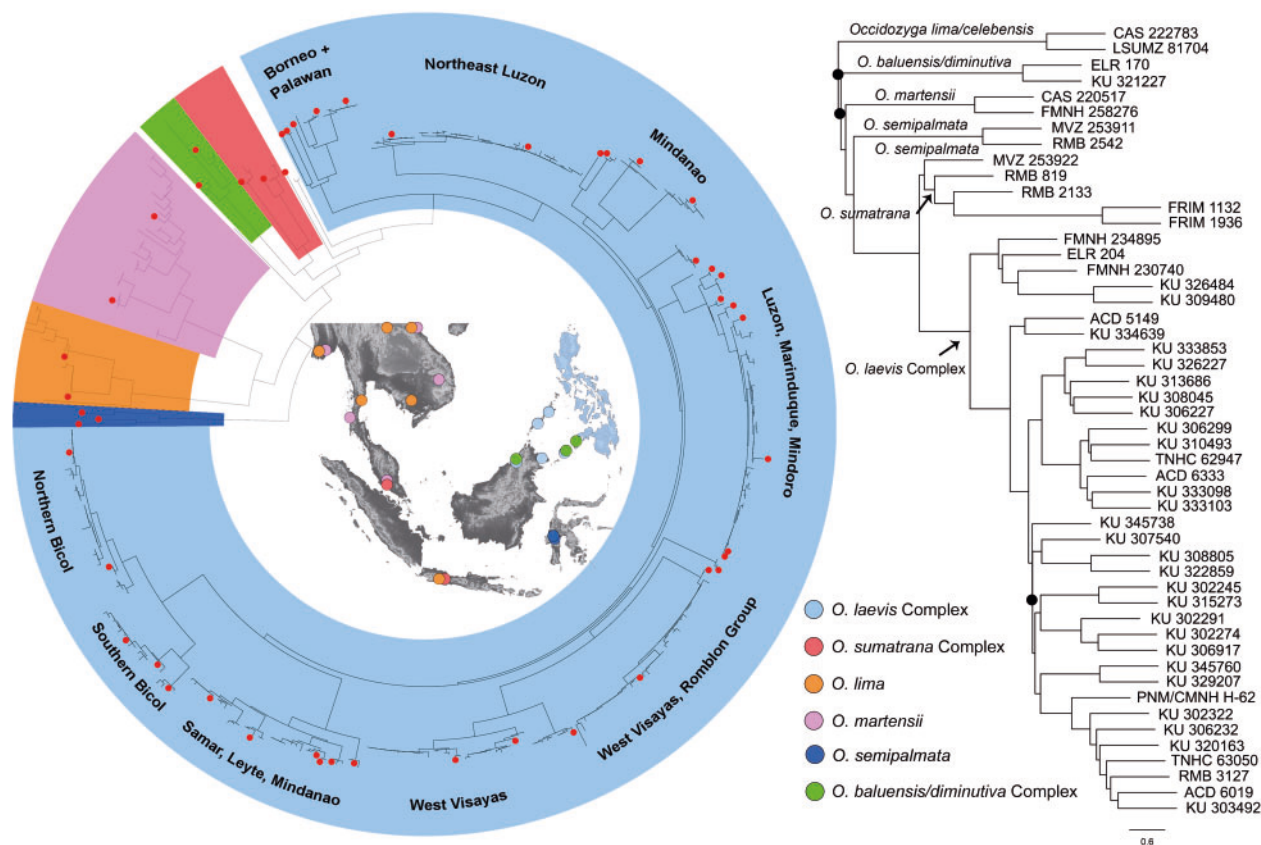 Borneo +
Palawan
Northeast Luzon
Mindanao
Luzon, Marinduque, Mindoro
West Visayas, Romblon Group
West Visayas
Samar, Leyte, Mindanao
Southern Bicol
Northern Bicol
O. laevis Complex
O. sumatrana Complex
O. lima
O. martensii
O. semipalmata
O. baluensis/diminutiva Complex
Occidozyga lima/celebensis
O. baluensis/diminutiva
O. martensii
O. semipalmata
O. semipalmata
O. sumatrana
O. laevis Complex
CAS 222783
LSUMZ 81704
ELR 170
KU 321227
CAS 220517
FMNH 258276
MVZ 253911
RMB 2542
MVZ 253922
RMB 819
RMB 2133
FRIM 1132
FRIM 1936
FMNH 234895
ELR 204
FMNH 230740
KU 326484
KU 309480
ACD 5149
KU 334639
KU 333853
KU 326227
KU 313686
KU 308045
KU 306227
KU 306299
KU 310493
TNHC 62947
ACD 6333
KU 333098
KU 333103
KU 345738
KU 307540
KU 308805
KU 322859
KU 302245
KU 315273
KU 302291
KU 302274
KU 306917
KU 345760
KU 329207
PNM/CMNH H-62
KU 302322
KU 306232
KU 320163
TNHC 63050
RMB 3127
ACD 6019
KU 303492
0.6